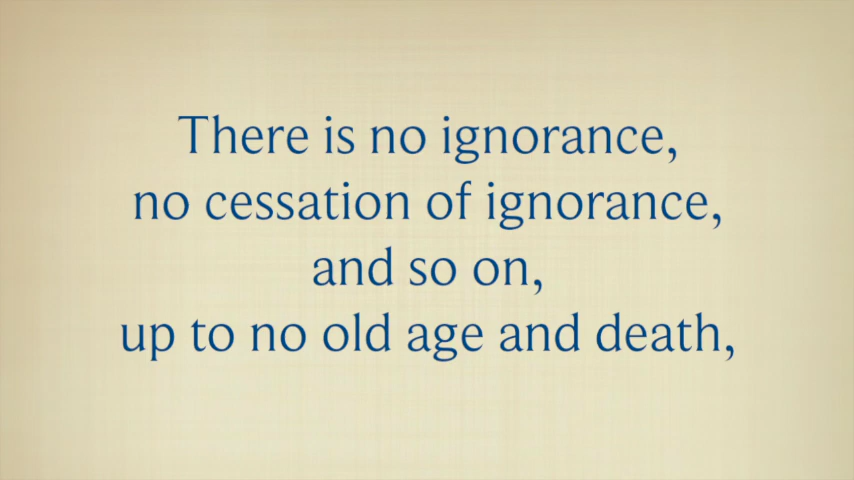 There is no ignorance,
no cessation of ignorance,
and so on,
up to no old age and death,